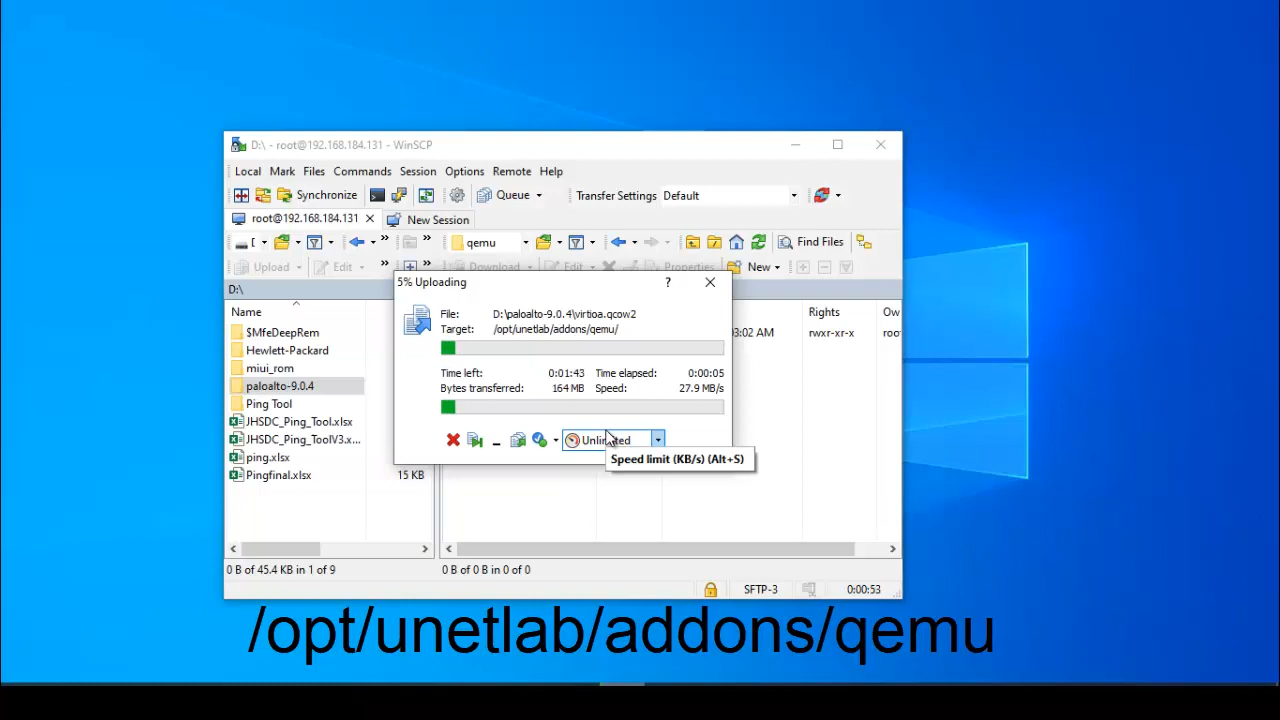 D:\ - root@192.168.184.131 - WinSCP
Local Mark Files Commands Session Options Remote Help
Synchronize Queue Transfer Settings Default
root@192.168.184.131 New Session
qemu Find Files
Upload Edit Download Edit Properties New
D:\
5% Uploading
File: D:\paloalto-9.0.4\virtioa.qcow2
Target: /opt/unetlab/addons/qemu/
Time left: 0:01:43 Time elapsed: 0:00:05
Bytes transferred: 164 MB Speed: 27.9 MB/s
Speed limit (KB/s) (Alt+S)
Name Rights Ow
$MfeDeepRem 03:02 AM rwxr-xr-x roo
Hewlett-Packard
miui_rom
paloalto-9.0.4
Ping Tool
JHSDC_Ping_Tool.xlsx
JHSDC_Ping_ToolV3.x...
ping.xlsx
Pingfinal.xlsx 15 KB
0 B of 45.4 KB in 1 of 9 0 B of 0 B in 0 of 0
SFTP-3 0:00:53
/opt/unetlab/addons/qemu